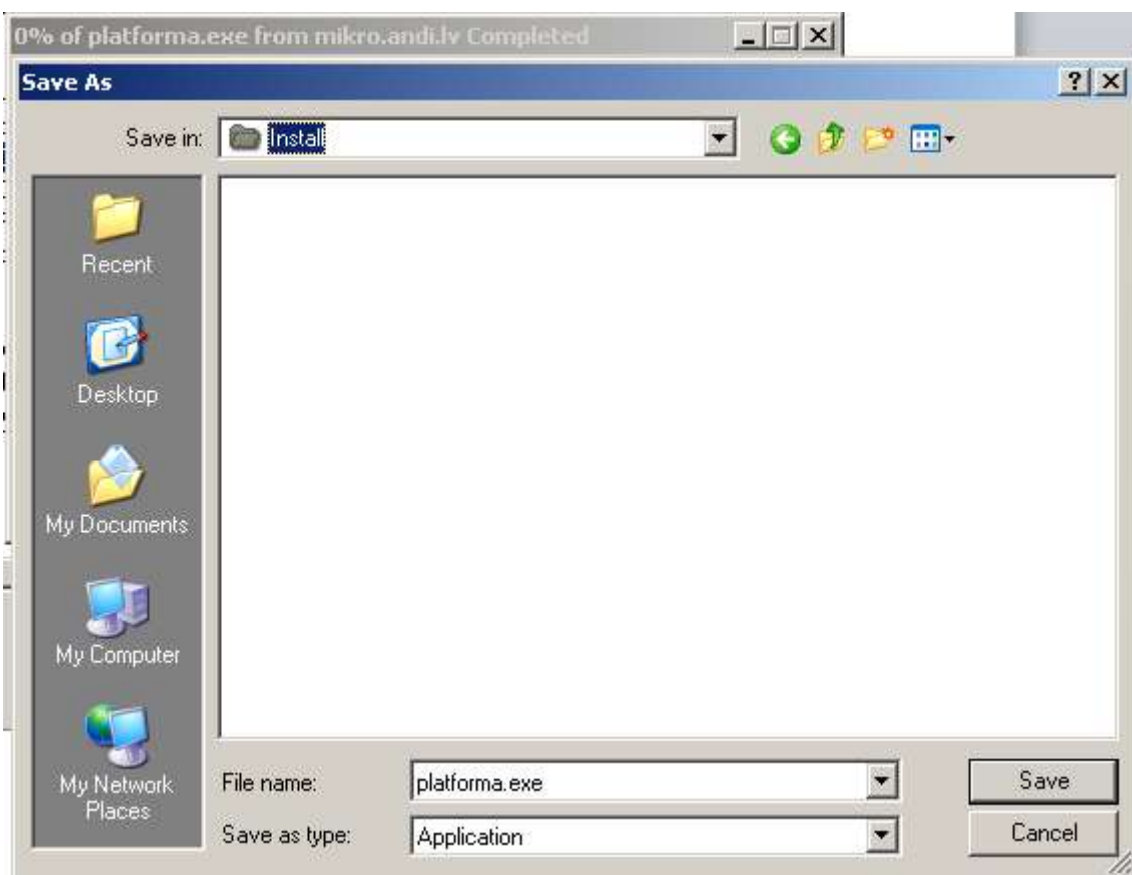 0% of platforma.exe from mikro.andi.lv Completed
Save As
Save in: Install
Recent
Desktop
My Documents
My Computer
My Network
Places
File name: platforma.exe Save
Save as type: Application Cancel